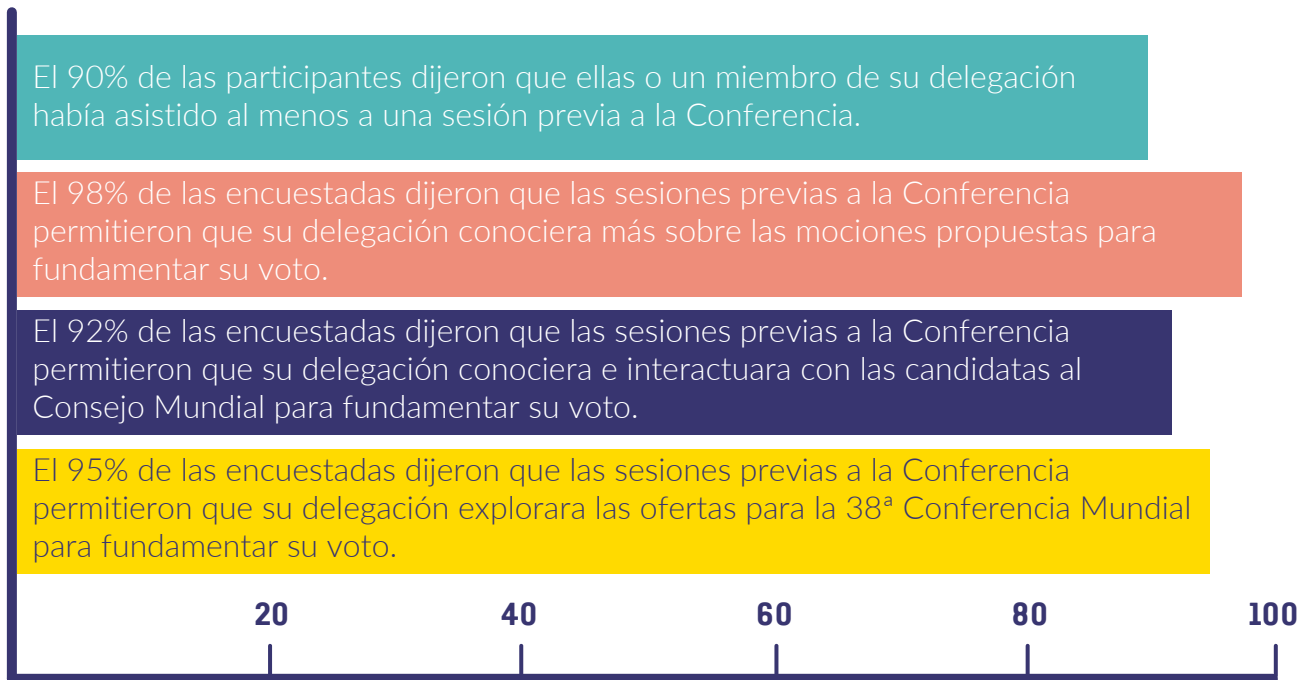 El 90% de las participantes dijeron que ellas o un miembro de su delegación
había asistido al menos a una sesión previa a la Conferencia.
El 98% de las encuestadas dijeron que las sesiones previas a la Conferencia
permitieron que su delegación conociera más sobre las mociones propuestas para
fundamentar su voto.
El 92% de las encuestadas dijeron que las sesiones previas a la Conferencia
permitieron que su delegación conociera e interactuara con las candidatas al
Consejo Mundial para fundamentar su voto.
El 95% de las encuestadas dijeron que las sesiones previas a la Conferencia
permitieron que su delegación explorara las ofertas para la 38ª Conferencia Mundial
para fundamentar su voto.
20 40 60 80 100